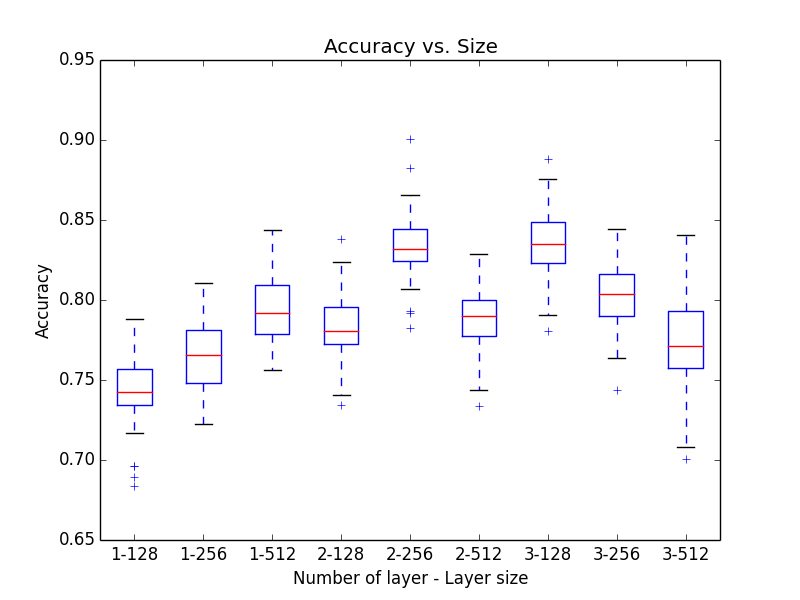 Accuracy vs. Size
0.95
0.90
0.85
0.80
0.75
0.70
0.65
Accuracy
1-128 1-256 1-512 2-128 2-256 2-512 3-128 3-256 3-512
Number of layer - Layer size